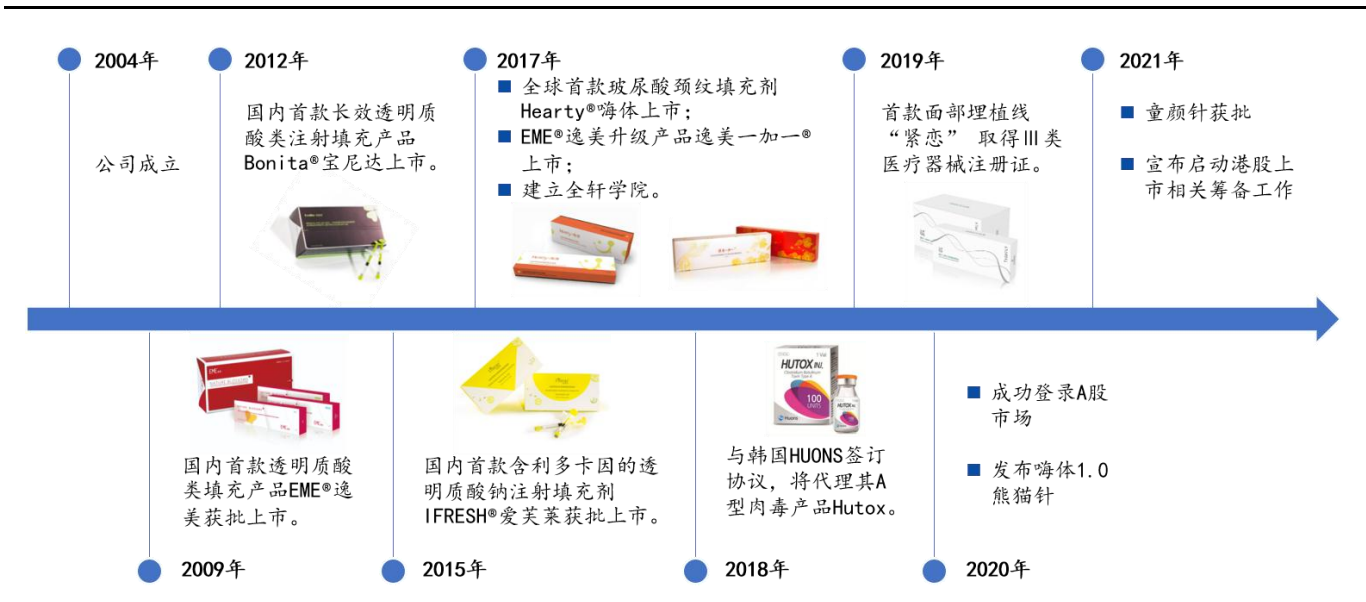 2004年
公司成立
2012年
国内首款长效透明质
酸类注射填充产品
Bonita®宝尼达上市。
2017年
■ 全球首款玻尿酸颈纹填充剂
Hearty®嗨体上市；
■ EME®逸美升级产品逸美一加一®
上市；
■ 建立全轩学院。
2019年
首款面部埋植线
“紧恋” 取得Ⅲ类
医疗器械注册证。
2021年
■ 童颜针获批
■ 宣布启动港股上
市相关筹备工作
国内首款透明质酸
类填充产品EME®逸
美获批上市。
2009年
国内首款含利多卡因的透
明质酸钠注射填充剂
IFRESH®爱芙莱获批上市。
2015年
HUTOX INJ.
100
UNITS
Huons
HUTOX INJ.
与韩国HUONS签订
协议，将代理其A
型肉毒产品Hutox。
2018年
■ 成功登录A股
市场
■ 发布嗨体1.0
熊猫针
2020年